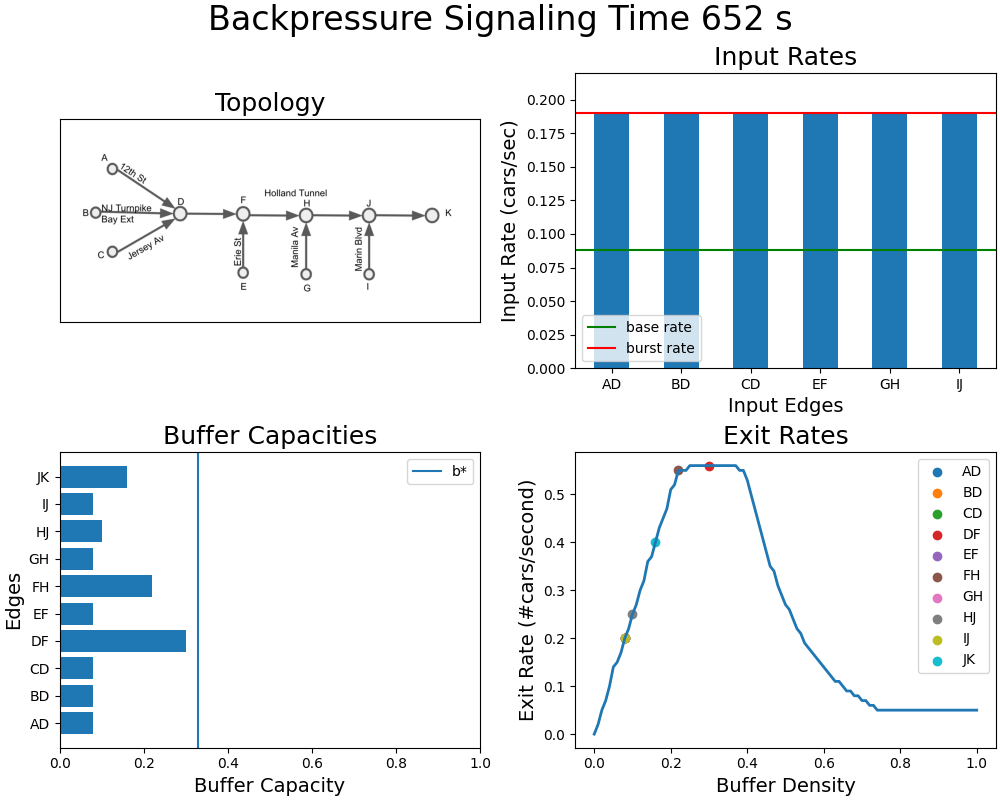 Backpressure Signaling Time 652 s
Topology
A
12th St
B
NJ Turnpike
Bay Ext
C
Jersey Av
D
F
Holland Tunnel
H
J
K
Erie St
Manila Av
Marin Blvd
E
G
I
Input Rates
Input Rate (cars/sec)
0.200
0.175
0.150
0.125
0.100
0.075
0.050
0.025
0.000
base rate
burst rate
AD BD CD EF GH IJ
Input Edges
Buffer Capacities
Edges
JK
IJ
HJ
GH
FH
EF
DF
CD
BD
AD
b*
0.0 0.2 0.4 0.6 0.8 1.0
Buffer Capacity
Exit Rates
Exit Rate (#cars/second)
0.5
0.4
0.3
0.2
0.1
0.0
AD
BD
CD
DF
EF
FH
GH
HJ
IJ
JK
0.0 0.2 0.4 0.6 0.8 1.0
Buffer Density